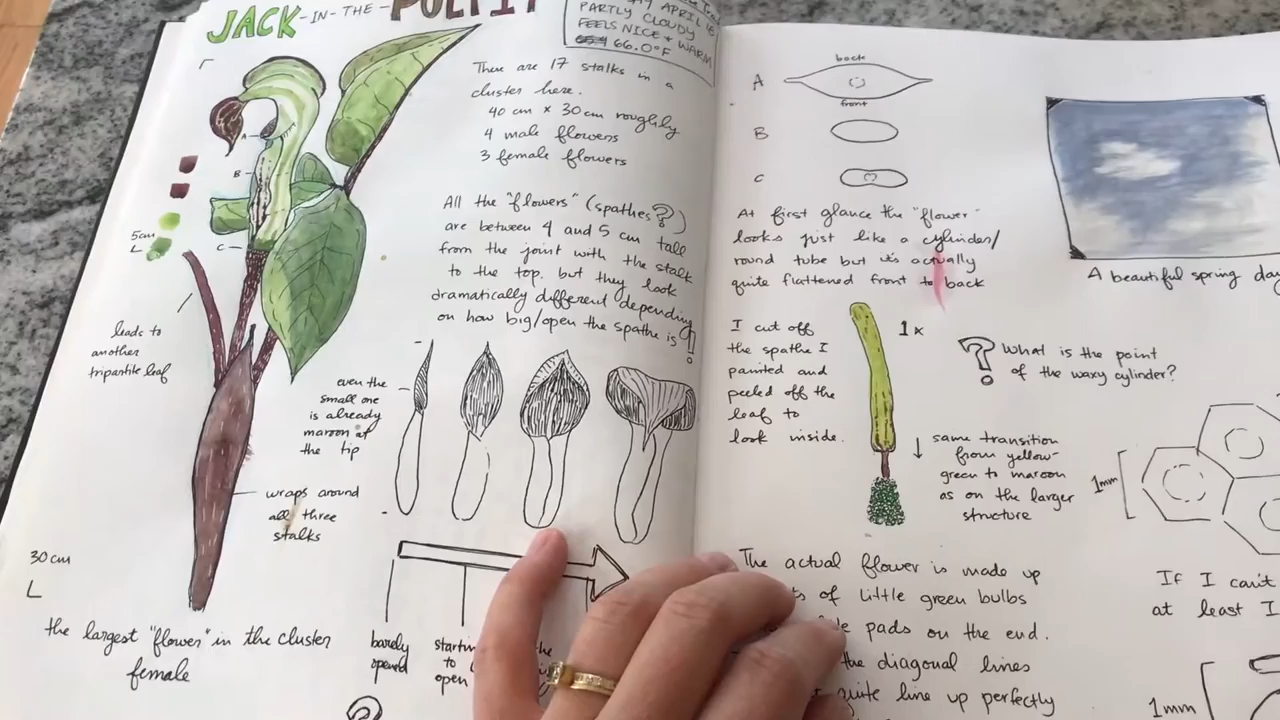 JACK-IN-THE-PULPIT
APRIL
PARTLY CLOUDY
FEELS NICE + WARM
66.0°F
There are 17 stalks in a
cluster here.
40 cm x 30 cm roughly
4 male flowers
3 female flowers
All the "flowers" (spathes?)
are between 4 and 5 cm tall
from the joint with the stalk
to the top. but they look
dramatically different depending
on how big/open the spathe is!
A
B
C
5cm
leads to
another
tripartite leaf
even the
small one
is already
maroon at
the tip
wraps around
all three
stalks
30 cm
the largest "flower" in the cluster
female
barely
opened
starting
to
open
?
A
back
front
B
C
At first glance the "flower"
looks just like a cylinder/
round tube but it's actually
quite flattened front to back
A beautiful spring
I cut off
the spathe I
painted and
peeled off the
leaf to
look inside.
1x
? What is the point
of the waxy cylinder?
↓ same transition
from yellow-
green to maroon
as on the larger
structure
1mm
The actual flower is made up
of little green bulbs
pads on the end.
the diagonal lines
quite line up perfectly
If I can't
at least I
1mm